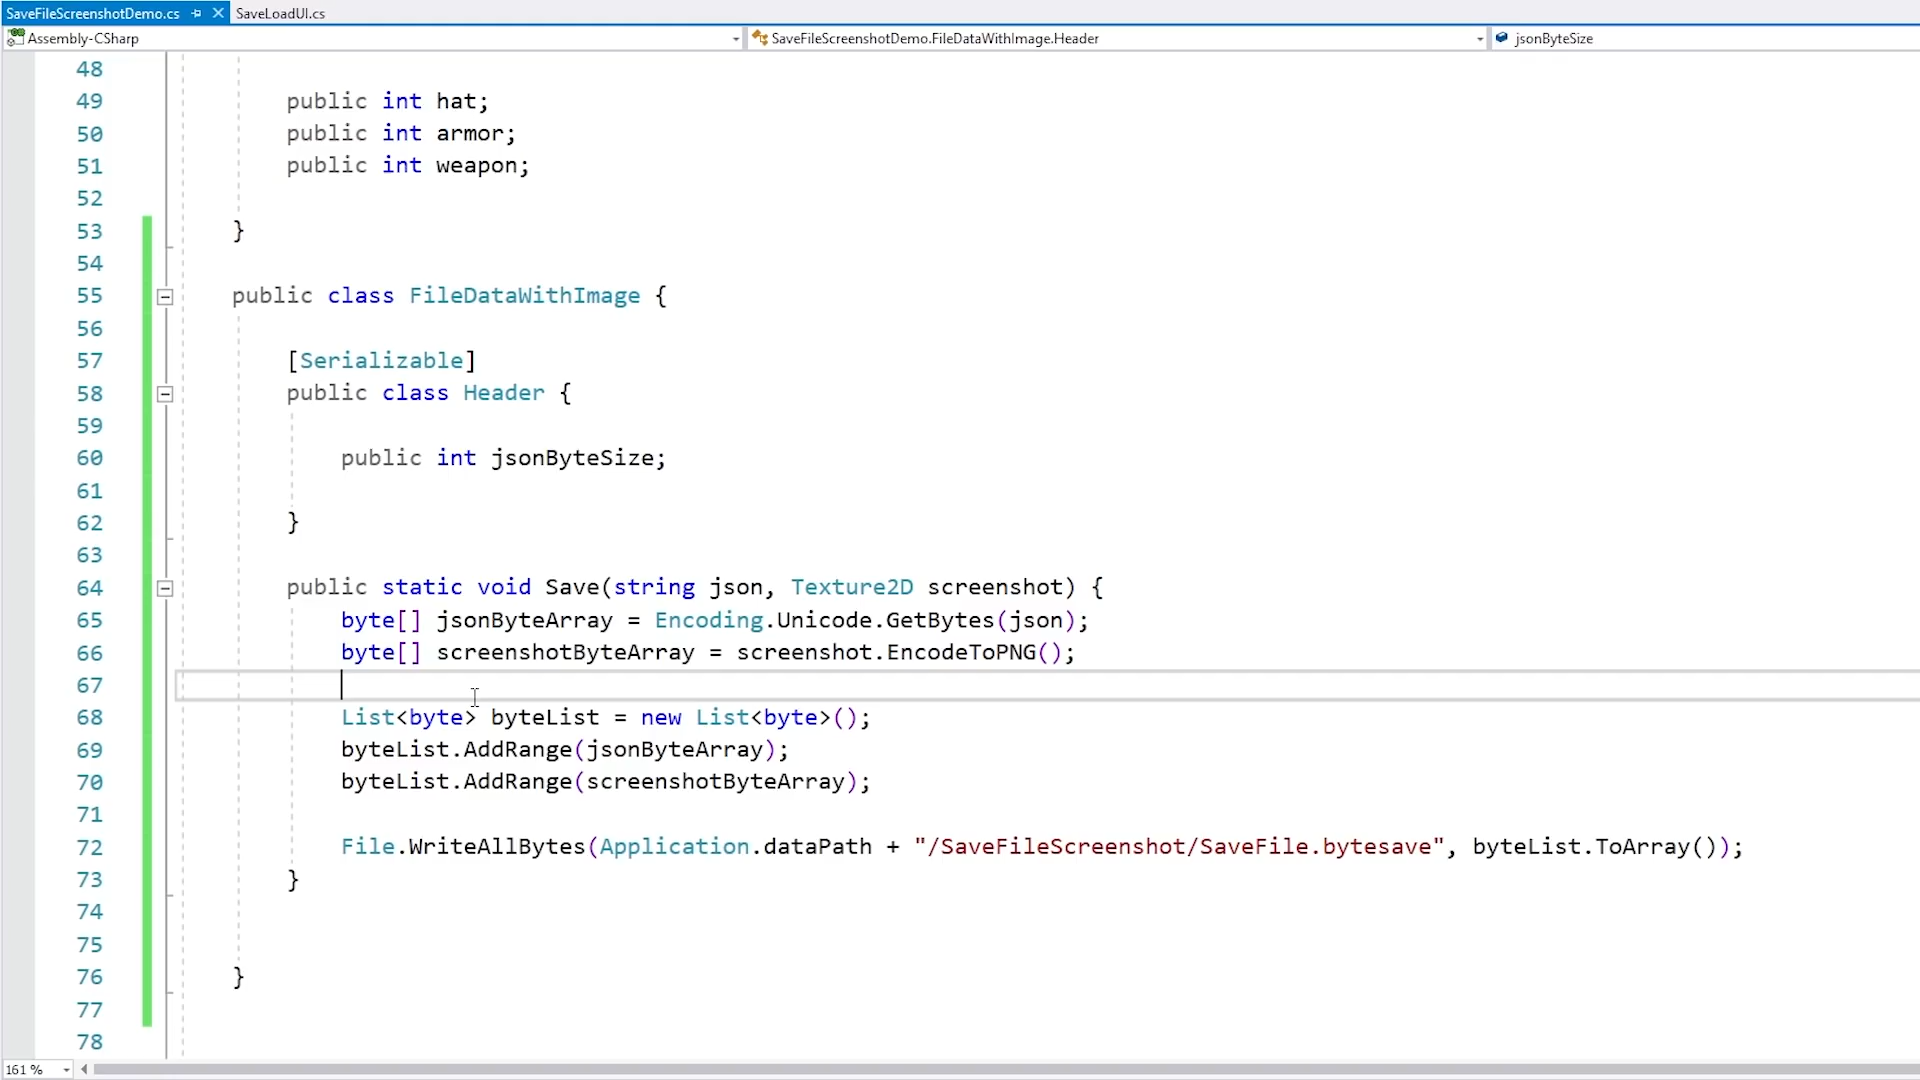 SaveFileScreenshotDemo.cs SaveLoadUI.cs
Assembly-CSharp SaveFileScreenshotDemo.FileDataWithImage.Header jsonByteSize
48
49 public int hat;
50 public int armor;
51 public int weapon;
52
53 }
54
55 public class FileDataWithImage {
56
57 [Serializable]
58 public class Header {
59
60 public int jsonByteSize;
61
62 }
63
64 public static void Save(string json, Texture2D screenshot) {
65 byte[] jsonByteArray = Encoding.Unicode.GetBytes(json);
66 byte[] screenshotByteArray = screenshot.EncodeToPNG();
67
68 List<byte> byteList = new List<byte>();
69 byteList.AddRange(jsonByteArray);
70 byteList.AddRange(screenshotByteArray);
71
72 File.WriteAllBytes(Application.dataPath + "/SaveFileScreenshot/SaveFile.bytesave", byteList.ToArray());
73 }
74
75
76 }
77
78
161 %